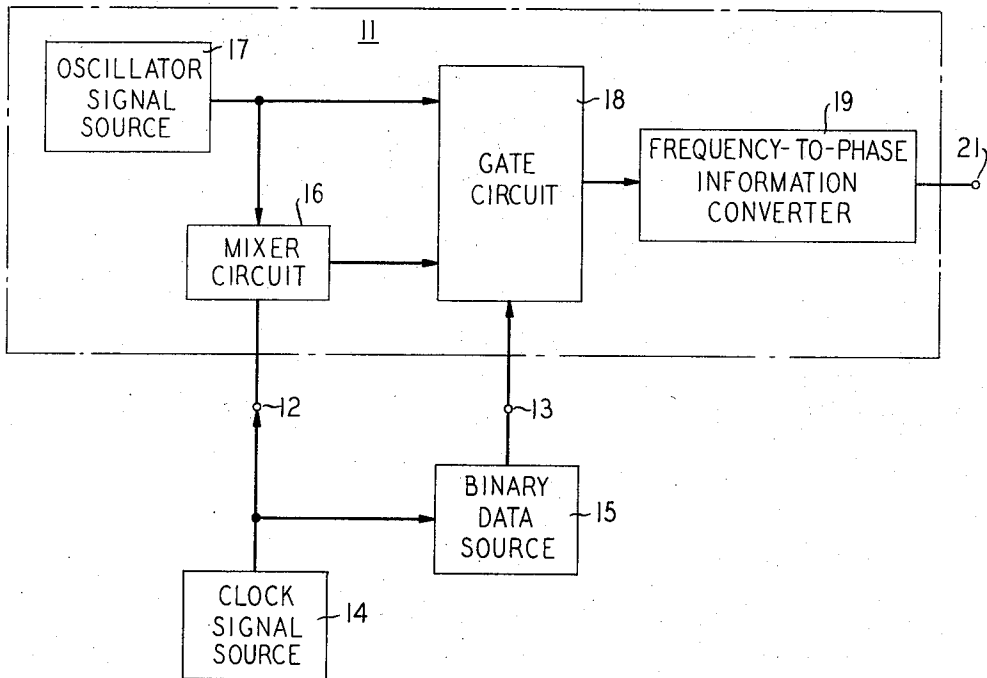 11
17
OSCILLATOR
SIGNAL
SOURCE
18
GATE
CIRCUIT
19
FREQUENCY-TO-PHASE
INFORMATION
CONVERTER
21
16
MIXER
CIRCUIT
12
13
BINARY
DATA
SOURCE
15
CLOCK
SIGNAL
SOURCE
14